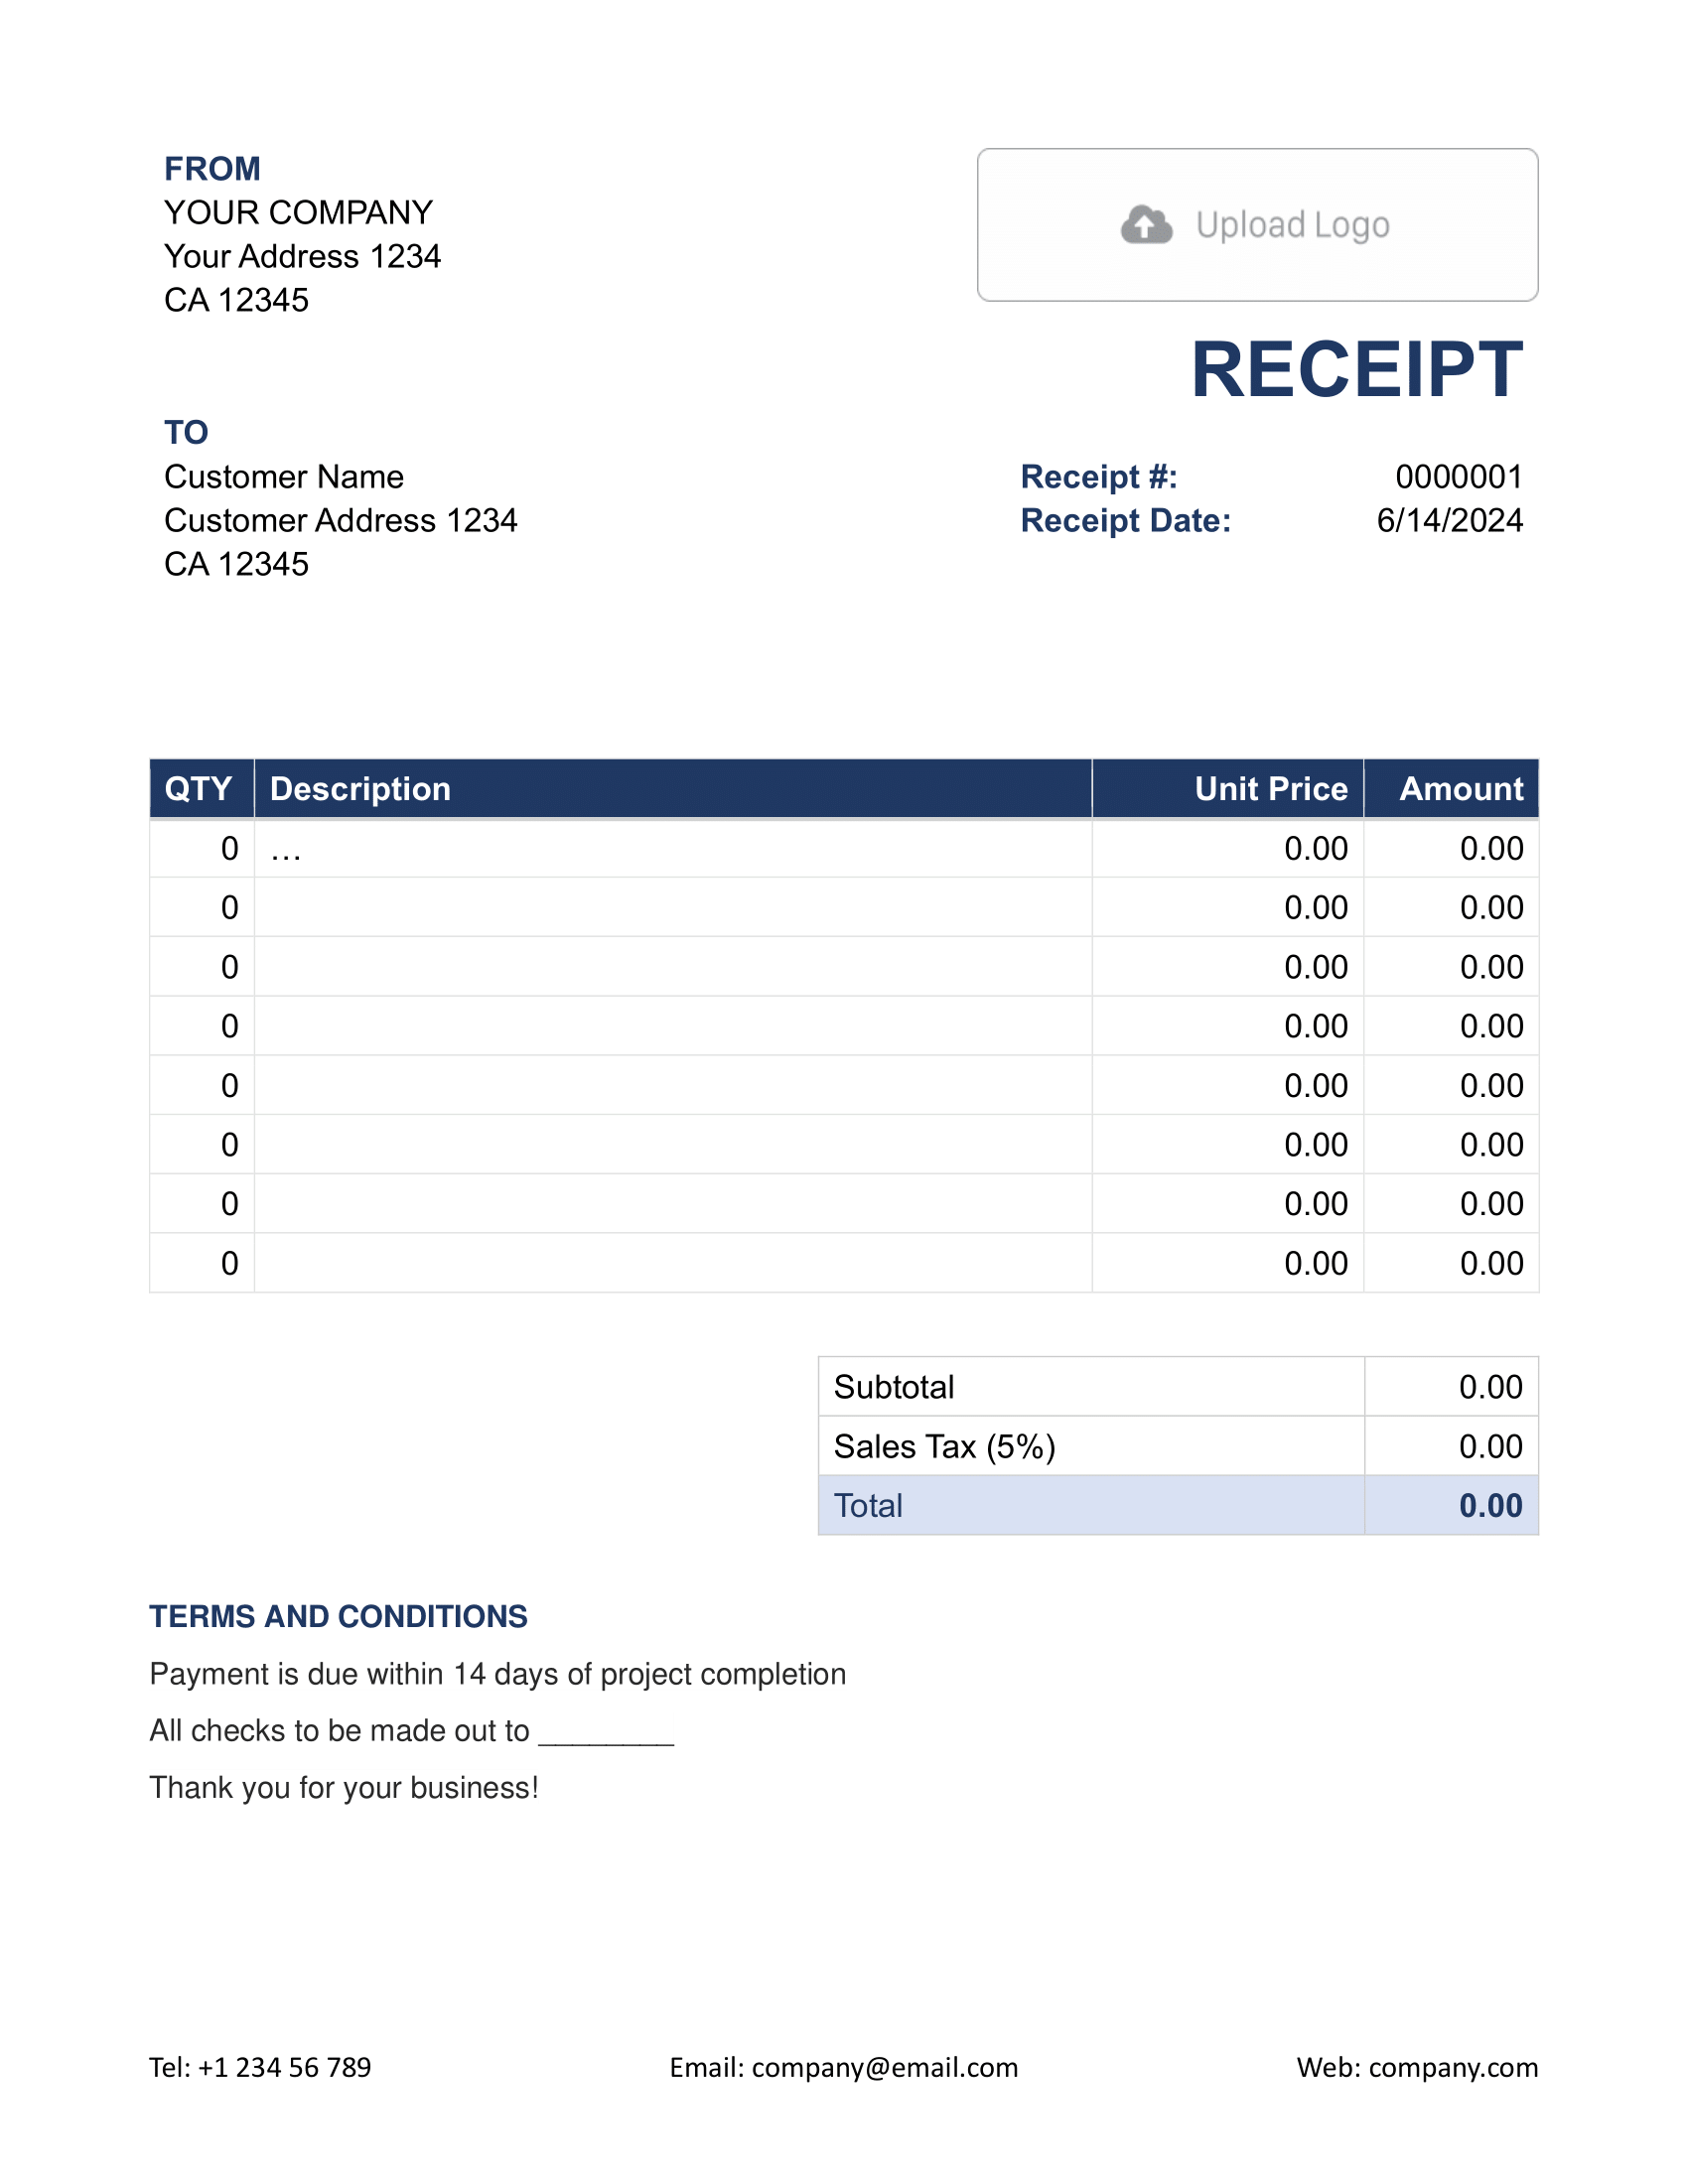 FROM
YOUR COMPANY
Your Address 1234
CA 12345
Upload Logo
RECEIPT
TO
Customer Name
Customer Address 1234
CA 12345
Receipt #: 0000001
Receipt Date: 6/14/2024
QTY Description Unit Price Amount
0 … 0.00 0.00
0 0.00 0.00
0 0.00 0.00
0 0.00 0.00
0 0.00 0.00
0 0.00 0.00
0 0.00 0.00
0 0.00 0.00
Subtotal 0.00
Sales Tax (5%) 0.00
Total 0.00
TERMS AND CONDITIONS
Payment is due within 14 days of project completion
All checks to be made out to ________
Thank you for your business!
Tel: +1 234 56 789 Email: company@email.com Web: company.com